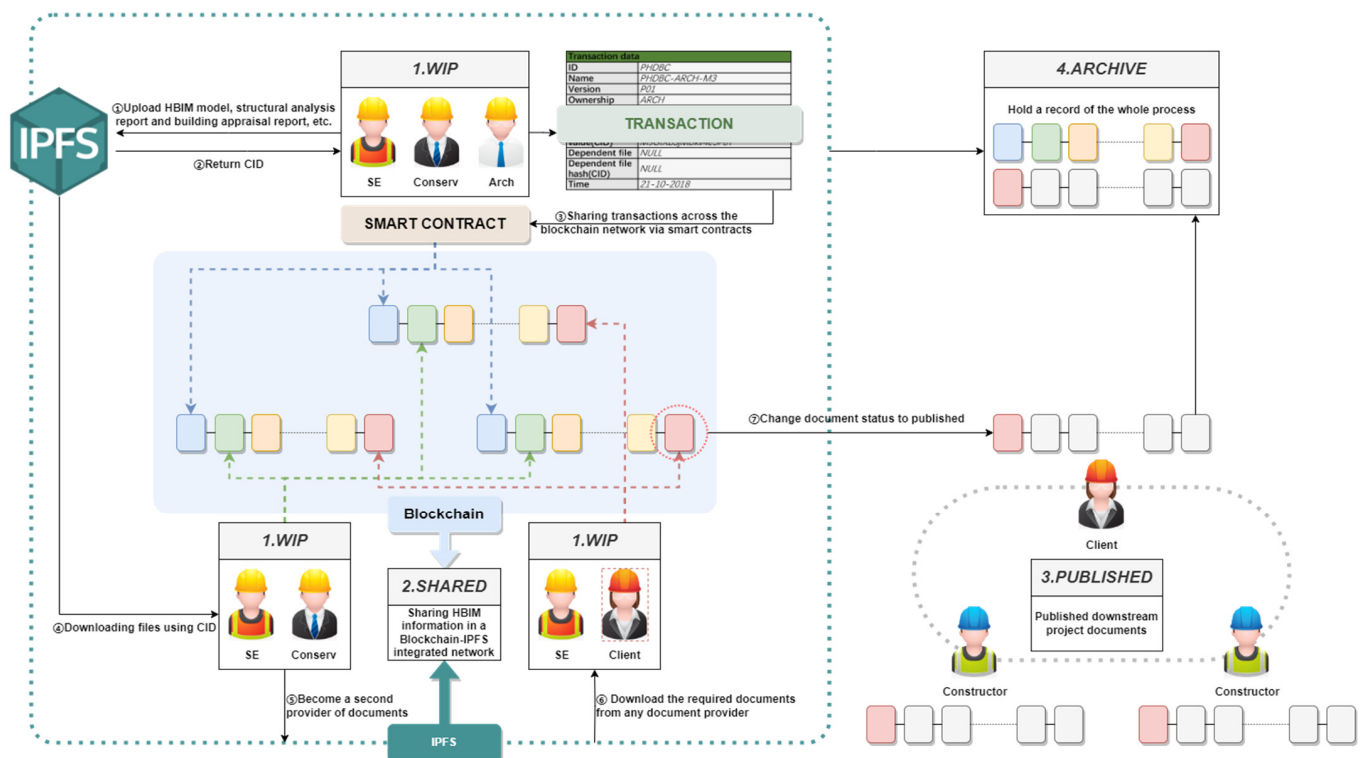 1.WIP
SE
Conserv
Arch
IPFS
①Upload HBIM model, structural analysis
report and building appraisal report, etc.
②Return CID
Transaction data
ID PHDBC
Name PHDBC-ARCH-M3
Version P01
Ownership ARCH
TRANSACTION
value(CID)
Dependent file NULL
Dependent file
hash(CID) NULL
Time 21-10-2018
4.ARCHIVE
Hold a record of the whole process
SMART CONTRACT
③Sharing transactions across the
blockchain network via smart contracts
⑦Change document status to published
Blockchain
1.WIP
SE
Conserv
④Downloading files using CID
⑤Become a second
provider of documents
2.SHARED
Sharing HBIM
information in a
Blockchain-IPFS
integrated network
IPFS
1.WIP
SE
Client
⑥ Download the required documents
from any document provider
Client
3.PUBLISHED
Published downstream
project documents
Constructor
Constructor